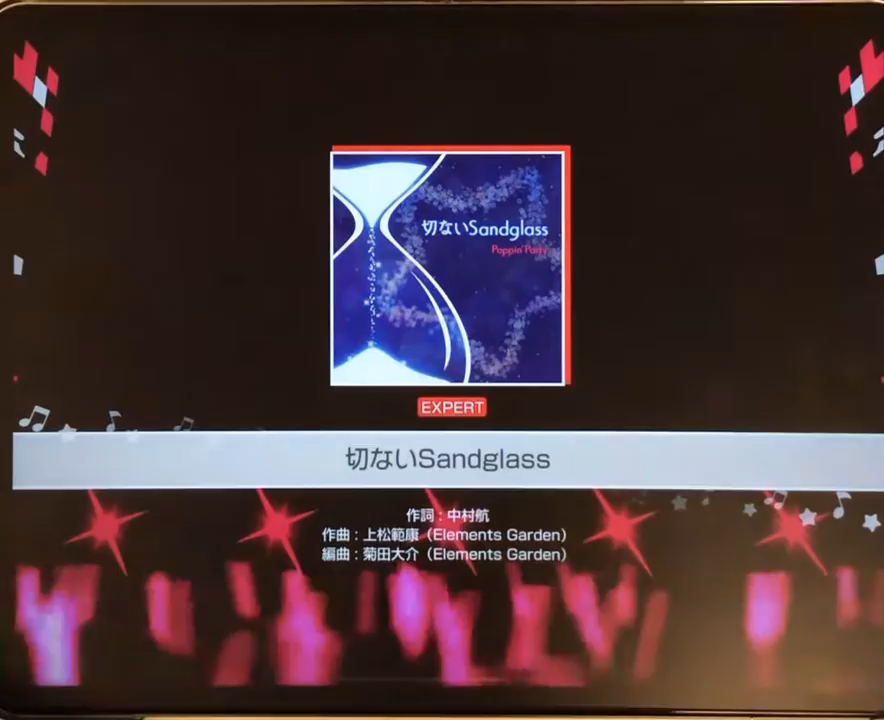 切ないSandglass
Poppin'Party
EXPERT
切ないSandglass
作詞 : 中村航
作曲 : 上松範康（Elements Garden）
編曲 : 菊田大介（Elements Garden）